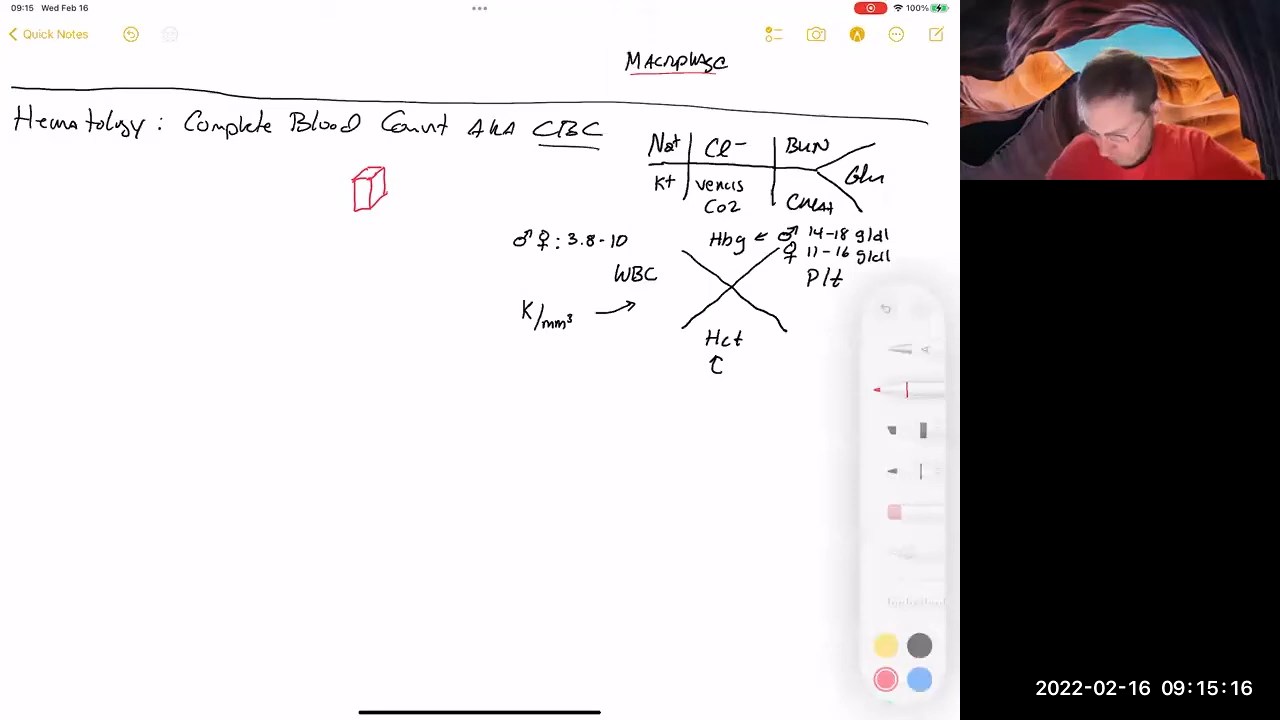 09:15 Wed Feb 16
100%
Quick Notes
Macrophage
Hematology: Complete Blood Count AKA CBC
Na+ Cl- BUN
Glu
K+ venus Creat
CO2
♂♀: 3.8-10 Hbg ← ♂ 14-18 g/dl
♀ 11-16 g/dl
WBC Plt
K/mm³ →
Hct
↑
2022-02-16 09:15:16